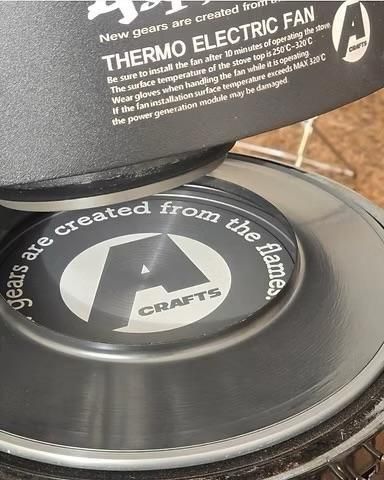 New gears are created from
THERMO ELECTRIC FAN
Be sure to install the fan after 10 minutes of operating the stove.
The surface temperature of the stove top is 250℃-320℃
Wear gloves when handling the fan while it is operating.
If the fan installation surface temperature exceeds MAX 320℃
the power generation module may be damaged.
A
CRAFTS
gears are created from the flames.
A
CRAFTS